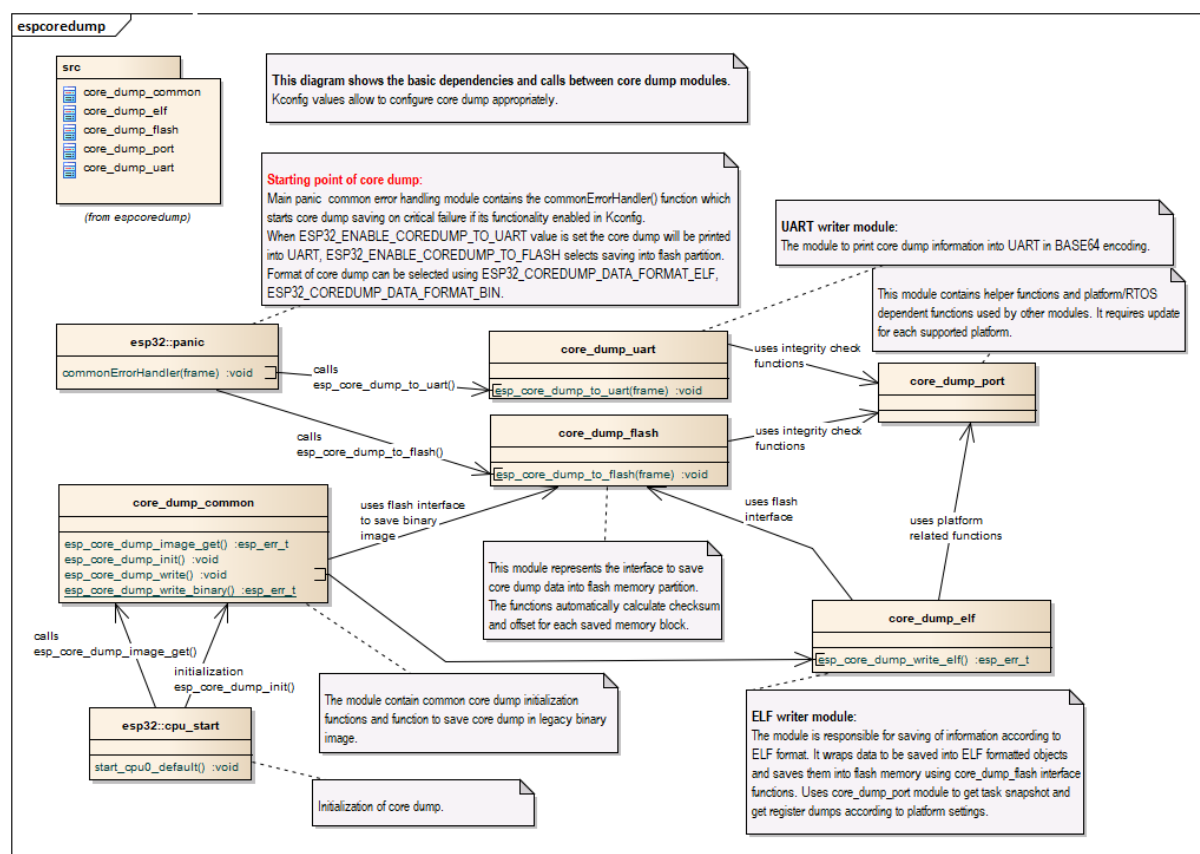 espcoredump
src
core_dump_common
core_dump_elf
core_dump_flash
core_dump_port
core_dump_uart
(from espcoredump)
This diagram shows the basic dependencies and calls between core dump modules.
Kconfig values allow to configure core dump appropriately.
Starting point of core dump:
Main panic common error handling module contains the commonErrorHandler() function which
starts core dump saving on critical failure if its functionality enabled in Kconfig.
When ESP32_ENABLE_COREDUMP_TO_UART value is set the core dump will be printed
into UART, ESP32_ENABLE_COREDUMP_TO_FLASH selects saving into flash partition.
Format of core dump can be selected using ESP32_COREDUMP_DATA_FORMAT_ELF,
ESP32_COREDUMP_DATA_FORMAT_BIN.
UART writer module:
The module to print core dump information into UART in BASE64 encoding.
This module contains helper functions and platform/RTOS
dependent functions used by other modules. It requires update
for each supported platform.
esp32::panic
commonErrorHandler(frame) :void
calls
esp_core_dump_to_uart()
core_dump_uart
esp_core_dump_to_uart(frame) :void
uses integrity check
functions
core_dump_port
calls
esp_core_dump_to_flash()
core_dump_flash
esp_core_dump_to_flash(frame) :void
uses integrity check
functions
core_dump_common
esp_core_dump_image_get() :esp_err_t
esp_core_dump_init() :void
esp_core_dump_write() :void
esp_core_dump_write_binary() :esp_err_t
uses flash interface
to save binary
image
uses flash
interface
uses platform
related functions
This module represents the interface to save
core dump data into flash memory partition.
The functions automatically calculate checksum
and offset for each saved memory block.
core_dump_elf
esp_core_dump_write_elf() :esp_err_t
calls
esp_core_dump_image_get()
initialization
esp_core_dump_init()
The module contain common core dump initialization
functions and function to save core dump in legacy binary
image.
esp32::cpu_start
start_cpu0_default() :void
Initialization of core dump.
ELF writer module:
The module is responsible for saving of information according to
ELF format. It wraps data to be saved into ELF formatted objects
and saves them into flash memory using core_dump_flash interface
functions. Uses core_dump_port module to get task snapshot and
get register dumps according to platform settings.